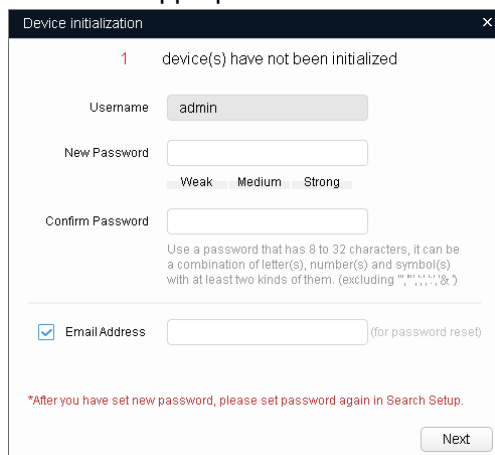 Device initialization ×
1 device(s) have not been initialized
Username admin
New Password
Weak Medium Strong
Confirm Password
Use a password that has 8 to 32 characters, it can be
a combination of letter(s), number(s) and symbol(s)
with at least two kinds of them. (excluding
Email Address (for password reset)
*After you have set new password, please set password again in Search Setup.
Next